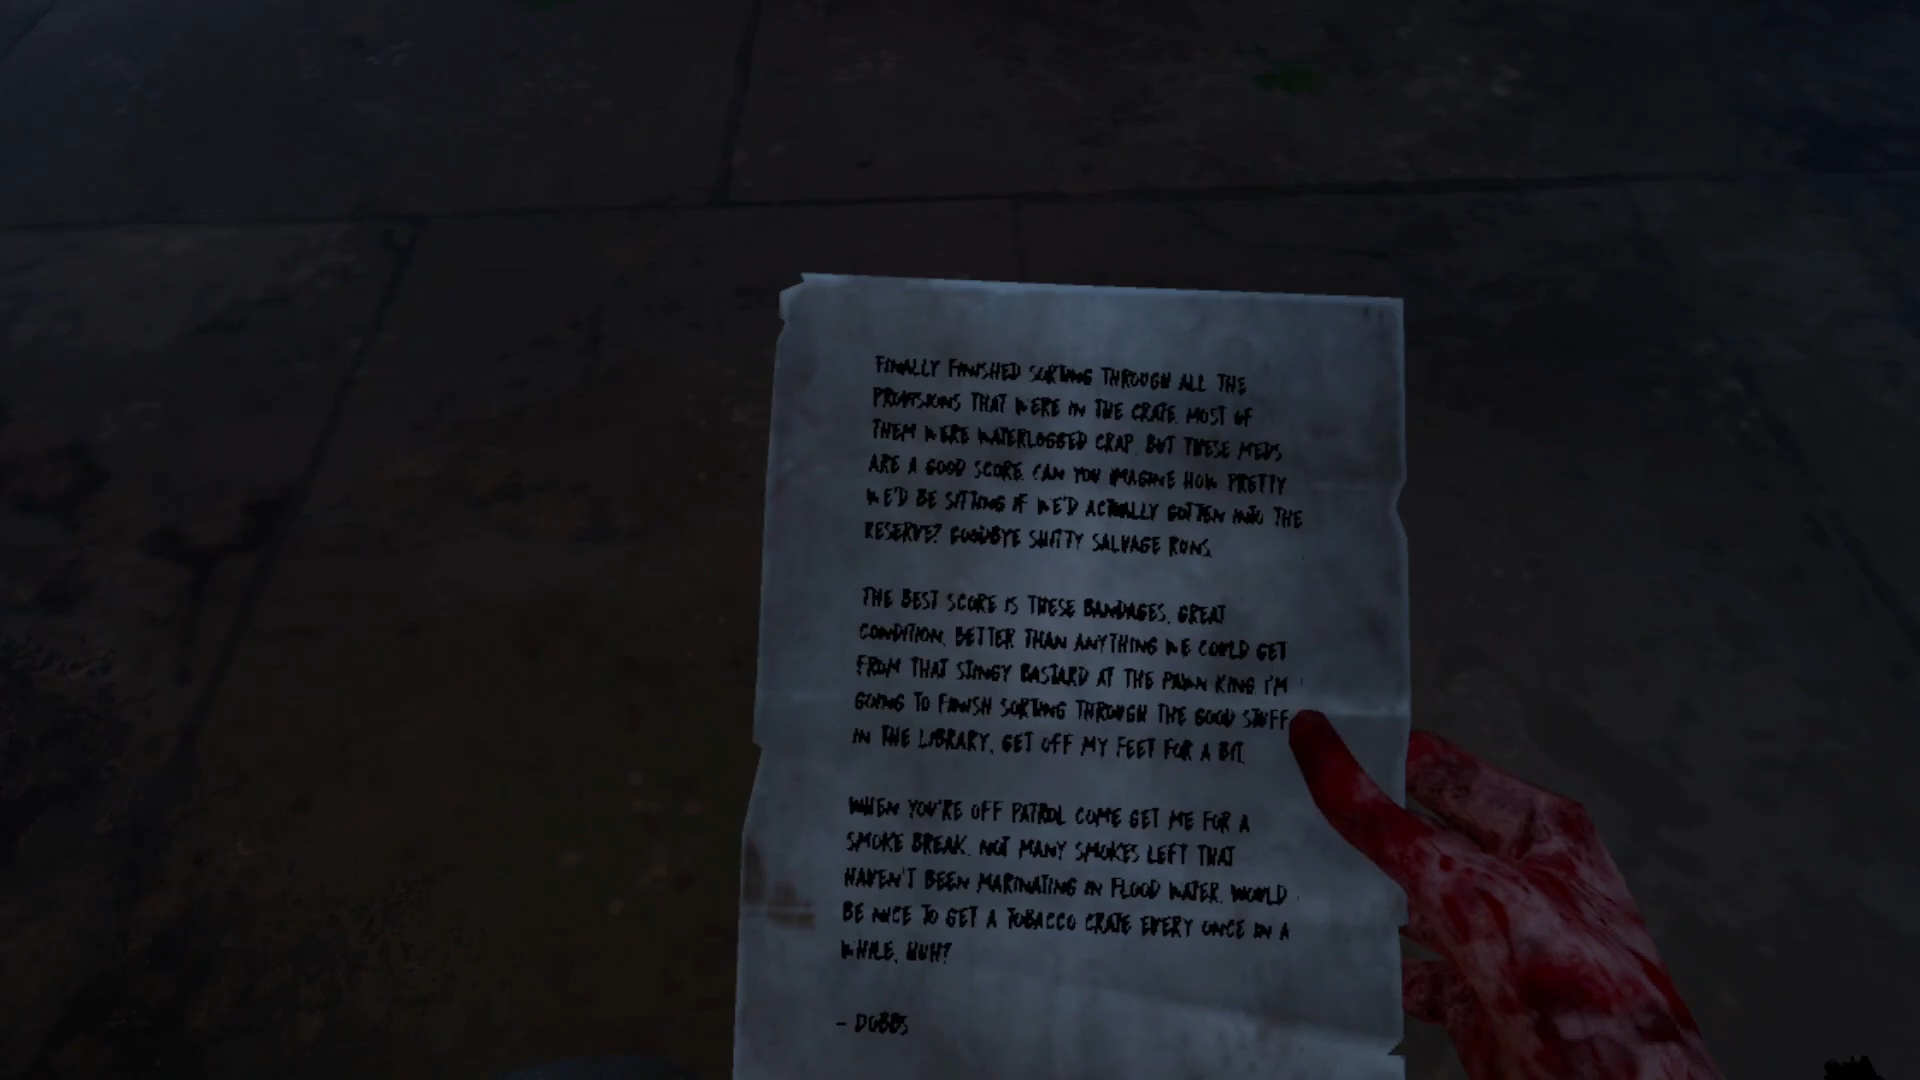 FINALLY FINISHED SORTING THROUGH ALL THE
PROVISIONS THAT WERE IN THE CRATE. MOST OF
THEM WERE WATERLOGGED CRAP, BUT THESE MEDS
ARE A GOOD SCORE. CAN YOU IMAGINE HOW PRETTY
WE'D BE SITTING IF WE'D ACTUALLY GOTTEN INTO THE
RESERVE? GOODBYE SHITTY SALVAGE RUNS.
THE BEST SCORE IS THESE BANDAGES, GREAT
CONDITION, BETTER THAN ANYTHING WE COULD GET
FROM THAT STINGY BASTARD AT THE PAWN KING. I'M
GOING TO FINISH SORTING THROUGH THE GOOD STUFF
IN THE LIBRARY, GET OFF MY FEET FOR A BIT.
WHEN YOU'RE OFF PATROL COME GET ME FOR A
SMOKE BREAK. NOT MANY SMOKES LEFT THAT
HAVEN'T BEEN MARINATING IN FLOOD WATER. WOULD
BE NICE TO GET A TOBACCO CRATE EVERY ONCE IN A
WHILE, HUH?
- DOBBS